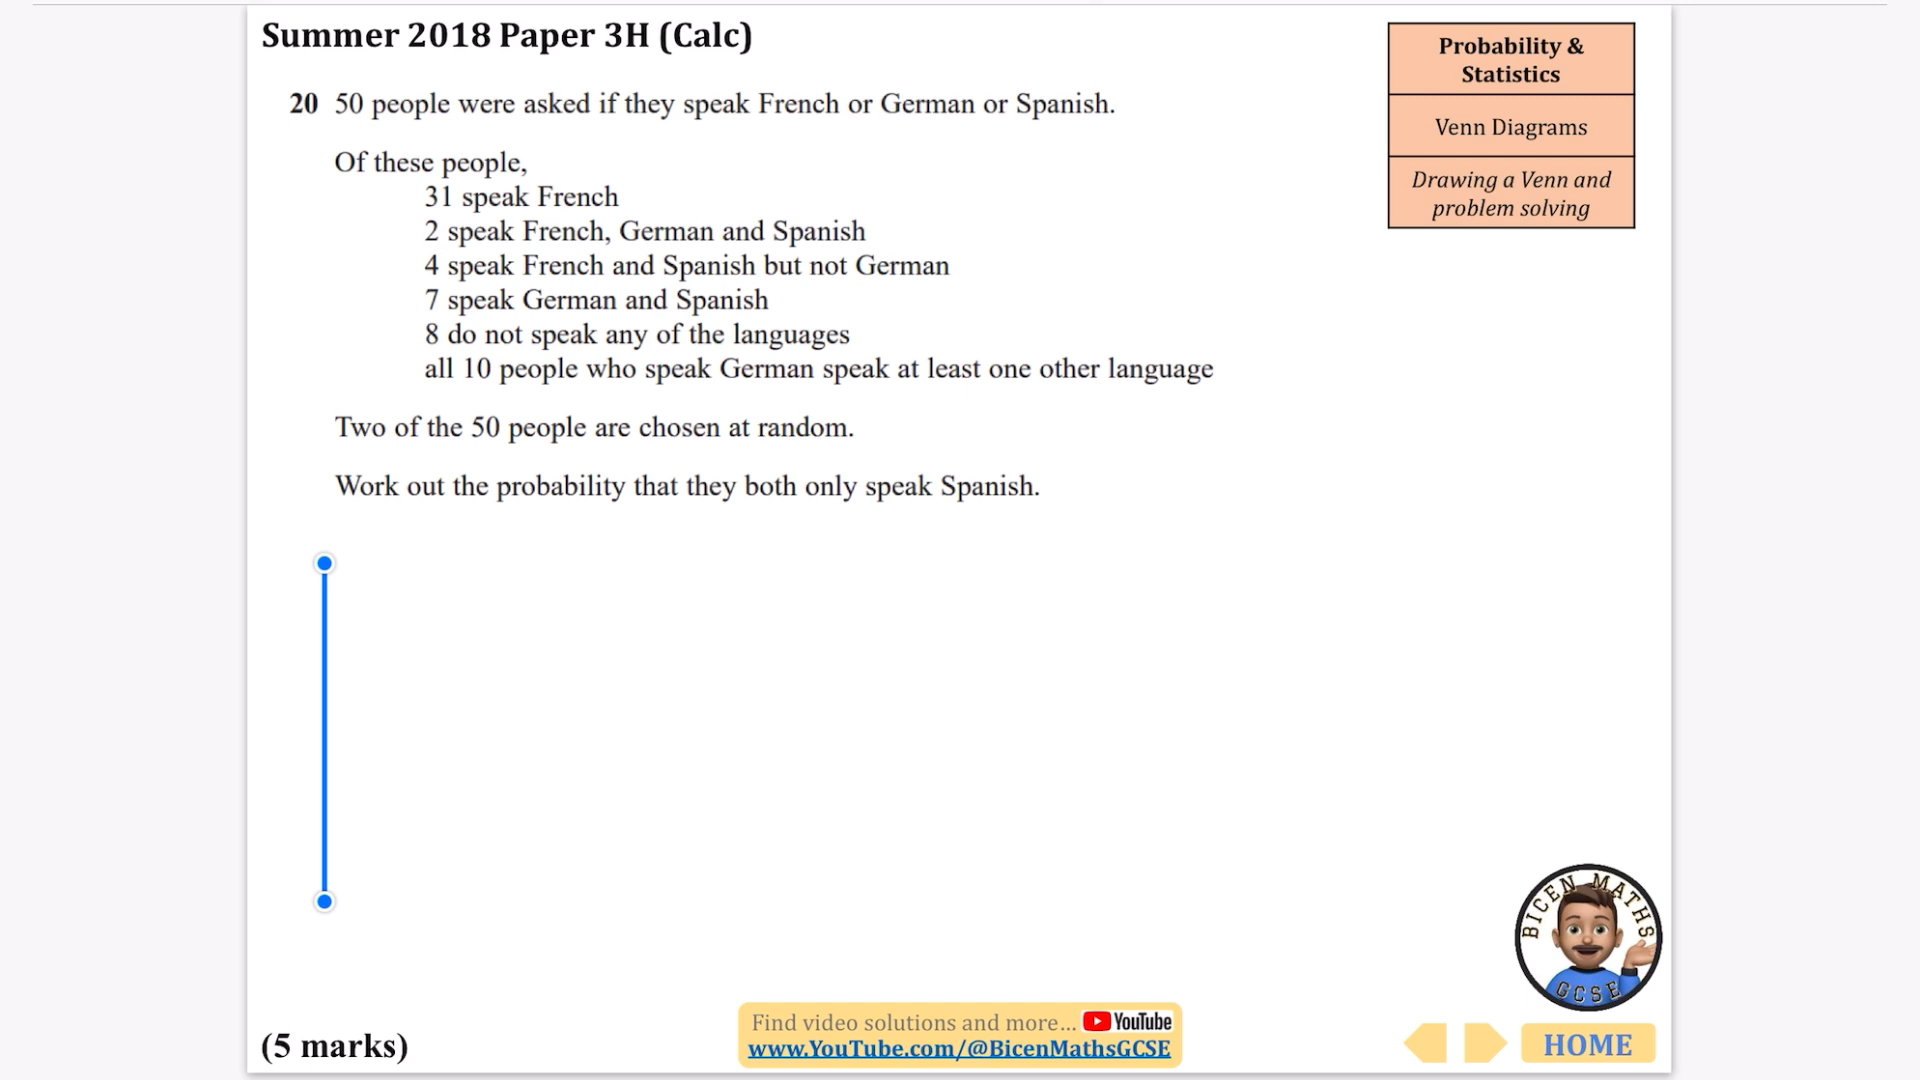 Summer 2018 Paper 3H (Calc)
Probability &
Statistics
Venn Diagrams
Drawing a Venn and
problem solving
20 50 people were asked if they speak French or German or Spanish.
Of these people,
31 speak French
2 speak French, German and Spanish
4 speak French and Spanish but not German
7 speak German and Spanish
8 do not speak any of the languages
all 10 people who speak German speak at least one other language
Two of the 50 people are chosen at random.
Work out the probability that they both only speak Spanish.
BICEN MATHS
GCSE
(5 marks)
Find video solutions and more... YouTube
www.YouTube.com/@BicenMathsGCSE
HOME